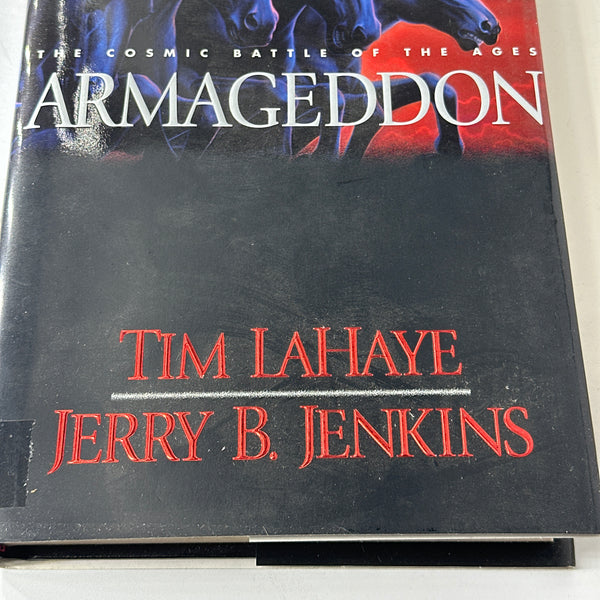 THE COSMIC BATTLE OF THE AGES
ARMAGEDDON
TIM LAHAYE
JERRY B. JENKINS